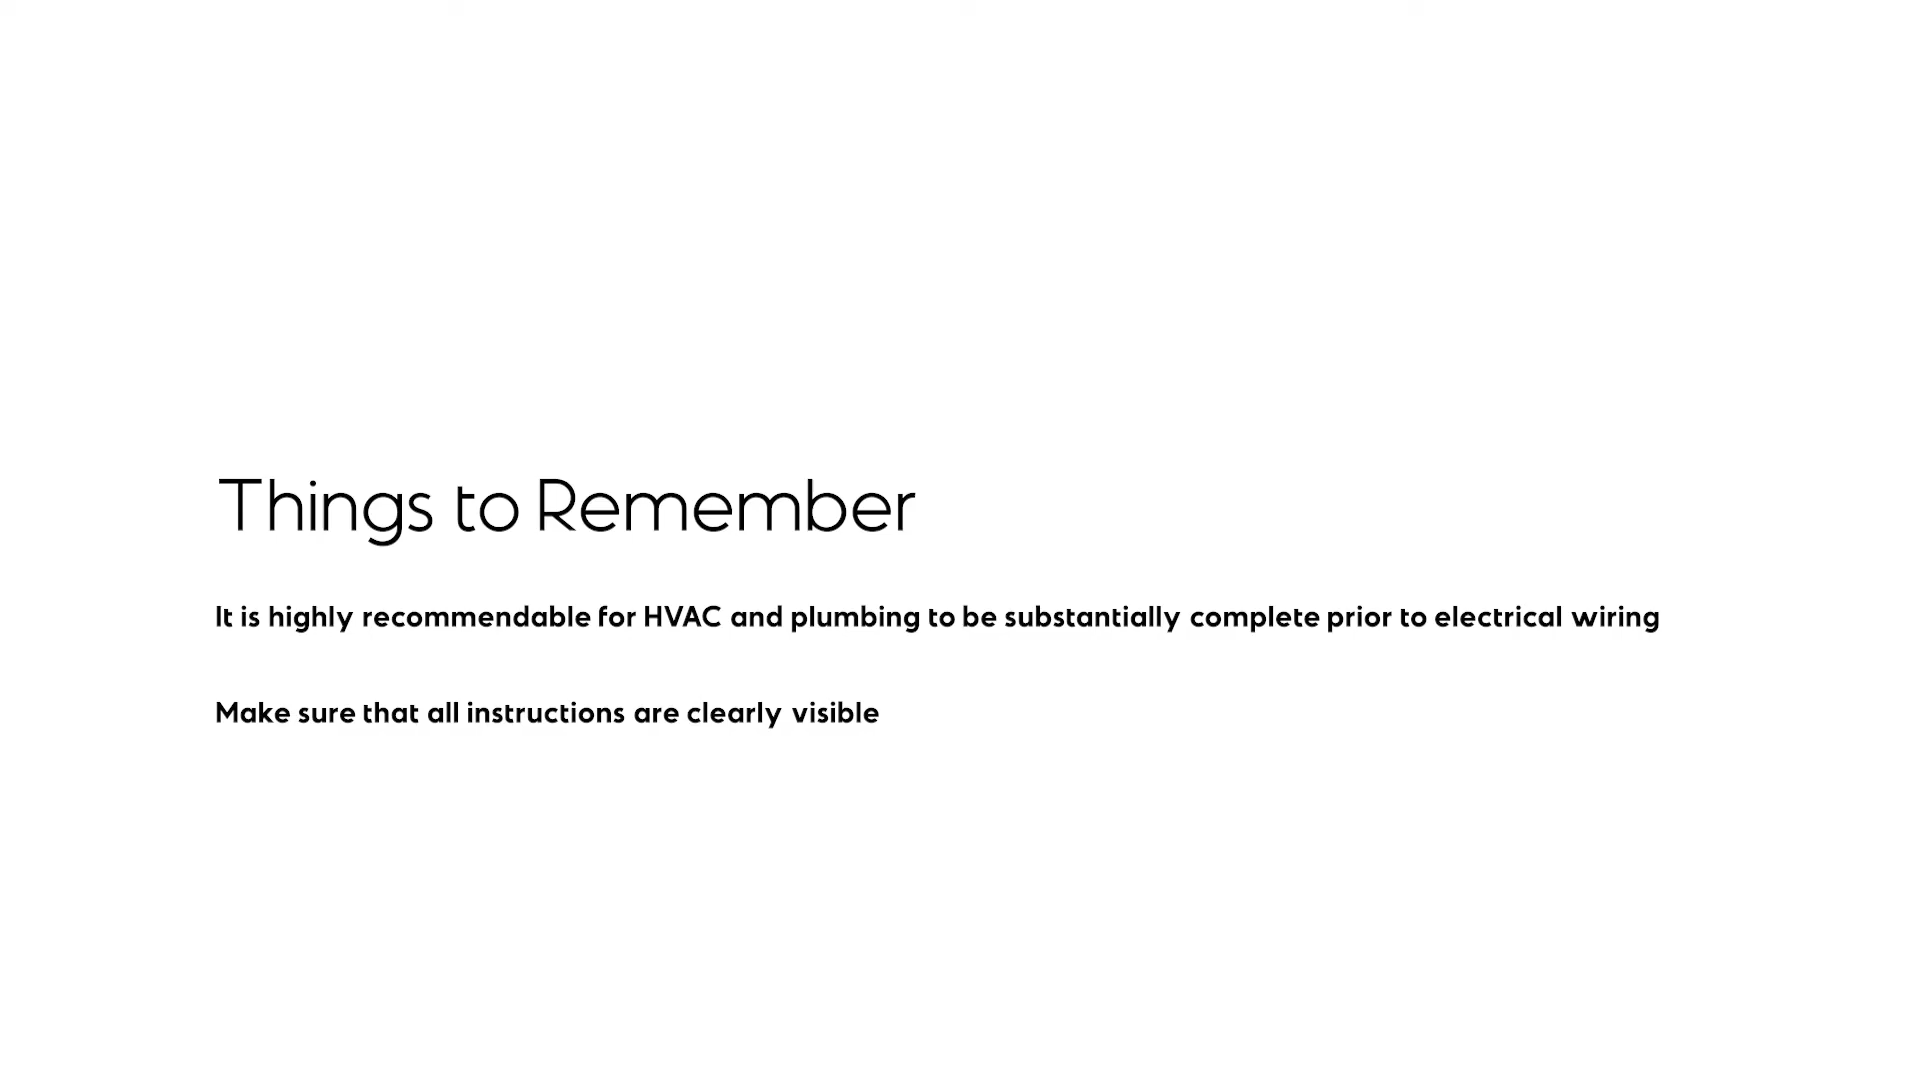 Things to Remember
It is highly recommendable for HVAC and plumbing to be substantially complete prior to electrical wiring
Make sure that all instructions are clearly visible